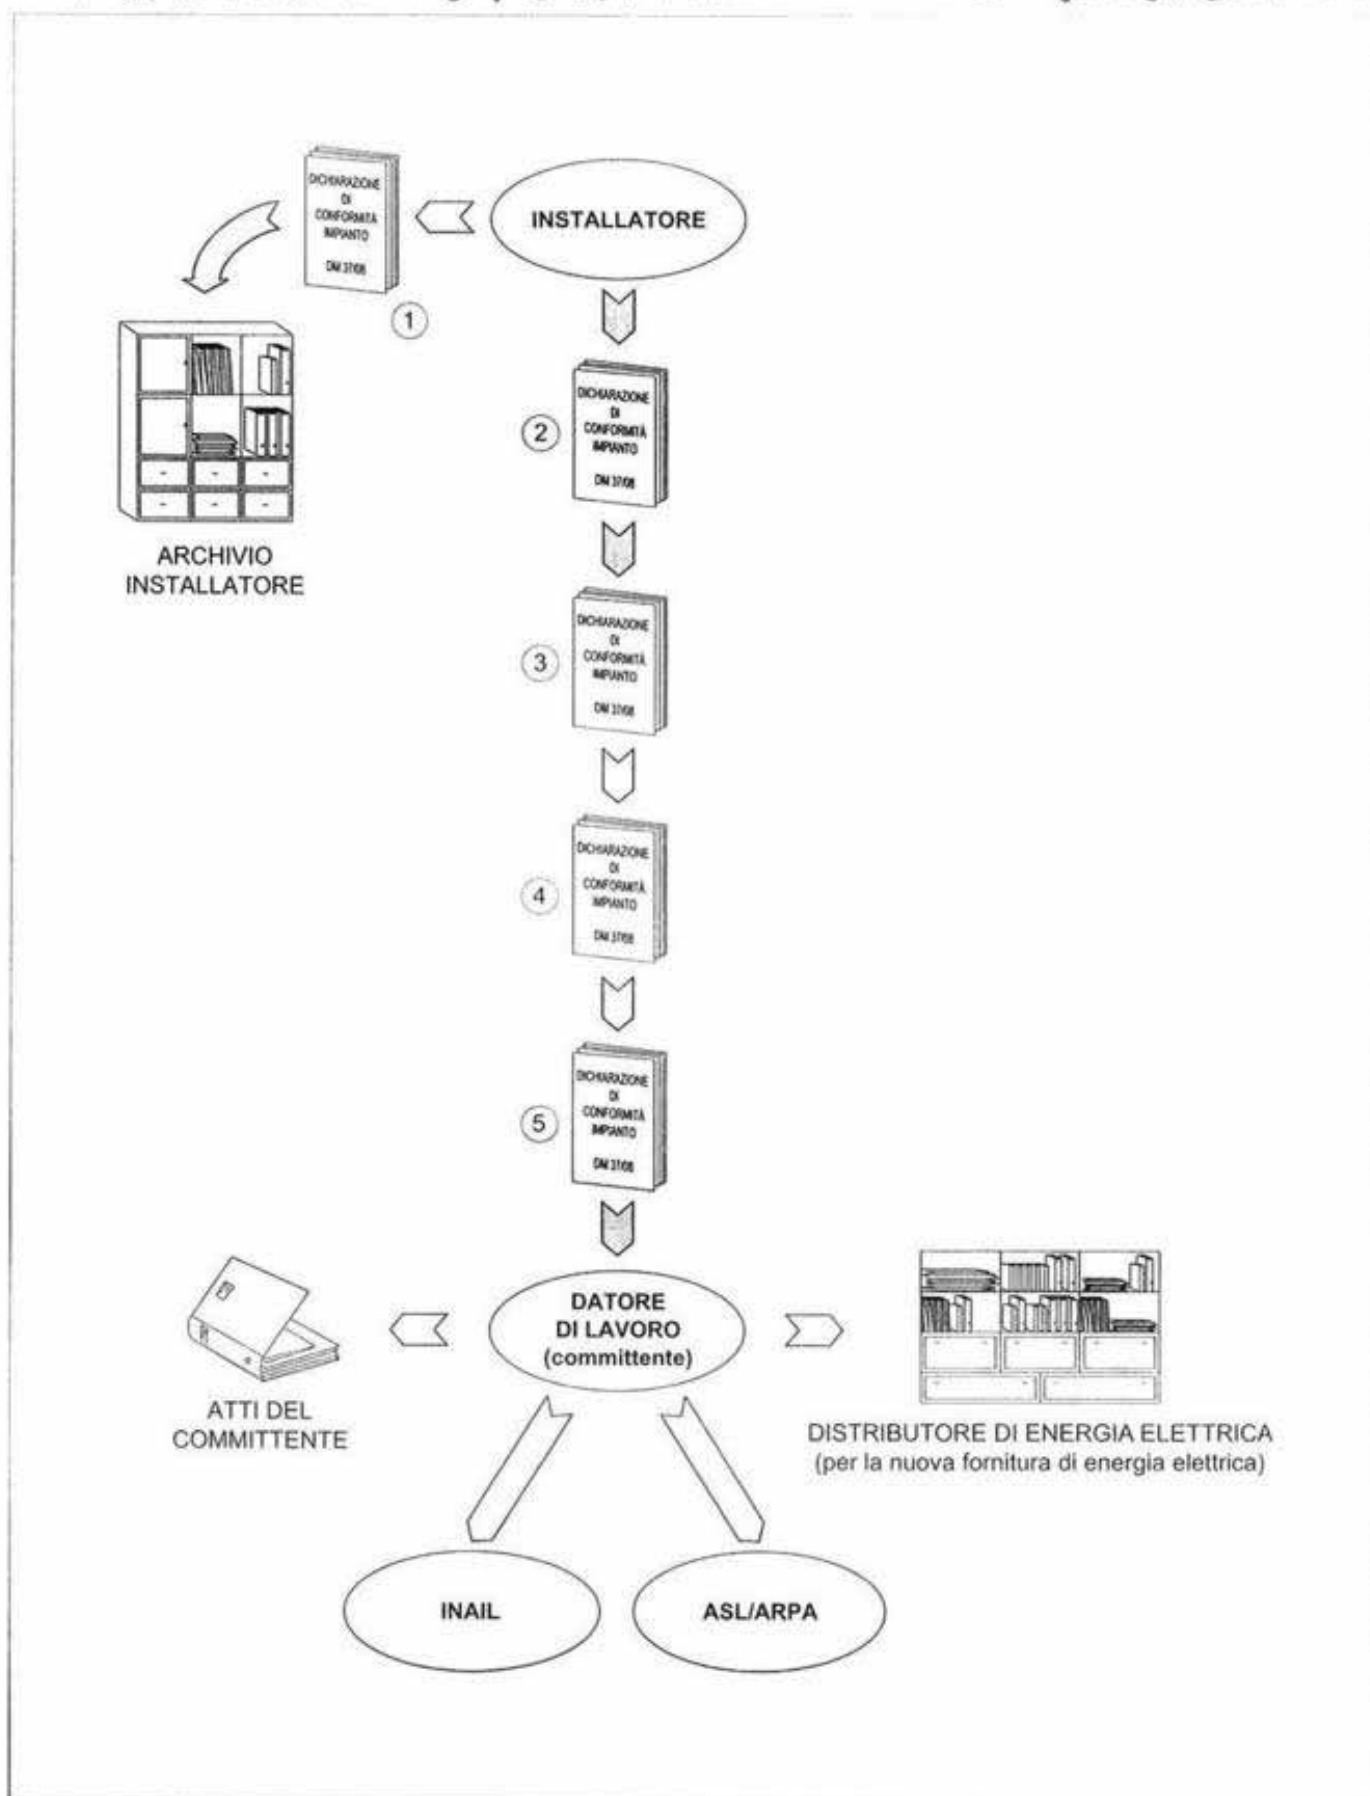 DICHIARAZIONE
DI
CONFORMITÀ
IMPIANTO
DM 37/08
INSTALLATORE
1
ARCHIVIO
INSTALLATORE
2
DICHIARAZIONE
DI
CONFORMITÀ
IMPIANTO
DM 37/08
3
DICHIARAZIONE
DI
CONFORMITÀ
IMPIANTO
DM 37/08
4
DICHIARAZIONE
DI
CONFORMITÀ
IMPIANTO
DM 37/08
5
DICHIARAZIONE
DI
CONFORMITÀ
IMPIANTO
DM 37/08
DATORE
DI LAVORO
(committente)
ATTI DEL
COMMITTENTE
DISTRIBUTORE DI ENERGIA ELETTRICA
(per la nuova fornitura di energia elettrica)
INAIL
ASL/ARPA